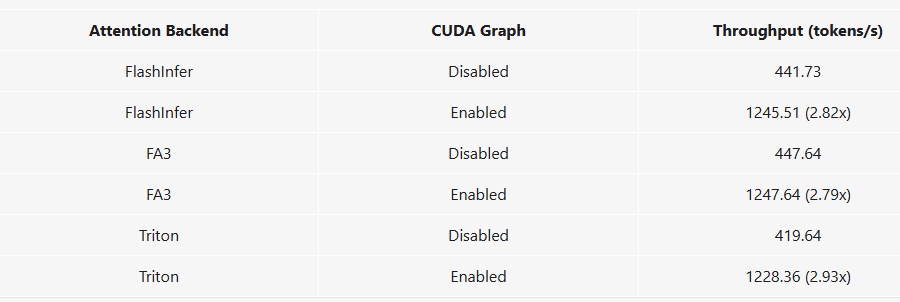 Attention Backend CUDA Graph Throughput (tokens/s)
FlashInfer Disabled 441.73
FlashInfer Enabled 1245.51 (2.82x)
FA3 Disabled 447.64
FA3 Enabled 1247.64 (2.79x)
Triton Disabled 419.64
Triton Enabled 1228.36 (2.93x)